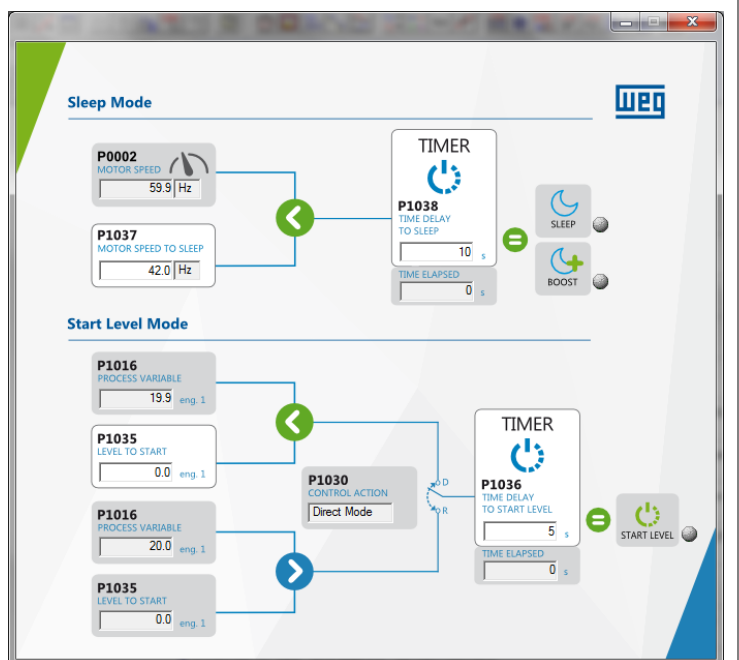 Sleep Mode
weg
P0002
MOTOR SPEED
59.9 Hz
P1037
MOTOR SPEED TO SLEEP
42.0 Hz
<
TIMER
P1038
TIME DELAY
TO SLEEP
10 s
TIME ELAPSED
0 s
=
SLEEP
BOOST
Start Level Mode
P1016
PROCESS VARIABLE
19.9 eng. 1
P1035
LEVEL TO START
0.0 eng. 1
<
P1016
PROCESS VARIABLE
20.0 eng. 1
P1035
LEVEL TO START
0.0 eng. 1
>
P1030
CONTROL ACTION
Direct Mode
D
R
TIMER
P1036
TIME DELAY
TO START LEVEL
5 s
TIME ELAPSED
0 s
=
START LEVEL